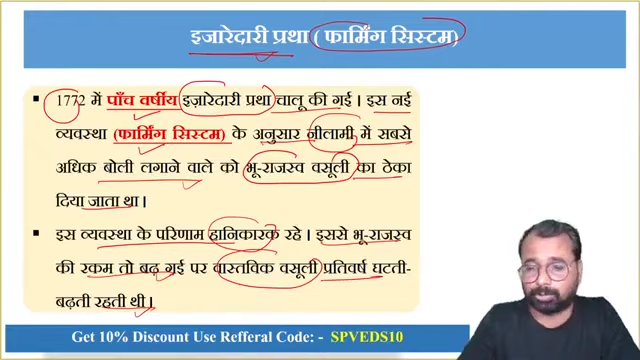 इजारेदारी प्रथा ( फार्मिंग सिस्टम)
▪ 1772 में पाँच वर्षीय इज़ारेदारी प्रथा चालू की गई । इस नई
व्यवस्था (फार्मिंग सिस्टम) के अनुसार नीलामी में सबसे
अधिक बोली लगाने वाले को भू-राजस्व वसूली का ठेका
दिया जाता था ।
▪ इस व्यवस्था के परिणाम हानिकारक रहे । इससे भू-राजस्व
की रकम तो बढ़ गई पर वास्तविक वसूली प्रतिवर्ष घटती-
बढ़ती रहती थी ।
Get 10% Discount Use Refferal Code: - SPVEDS10